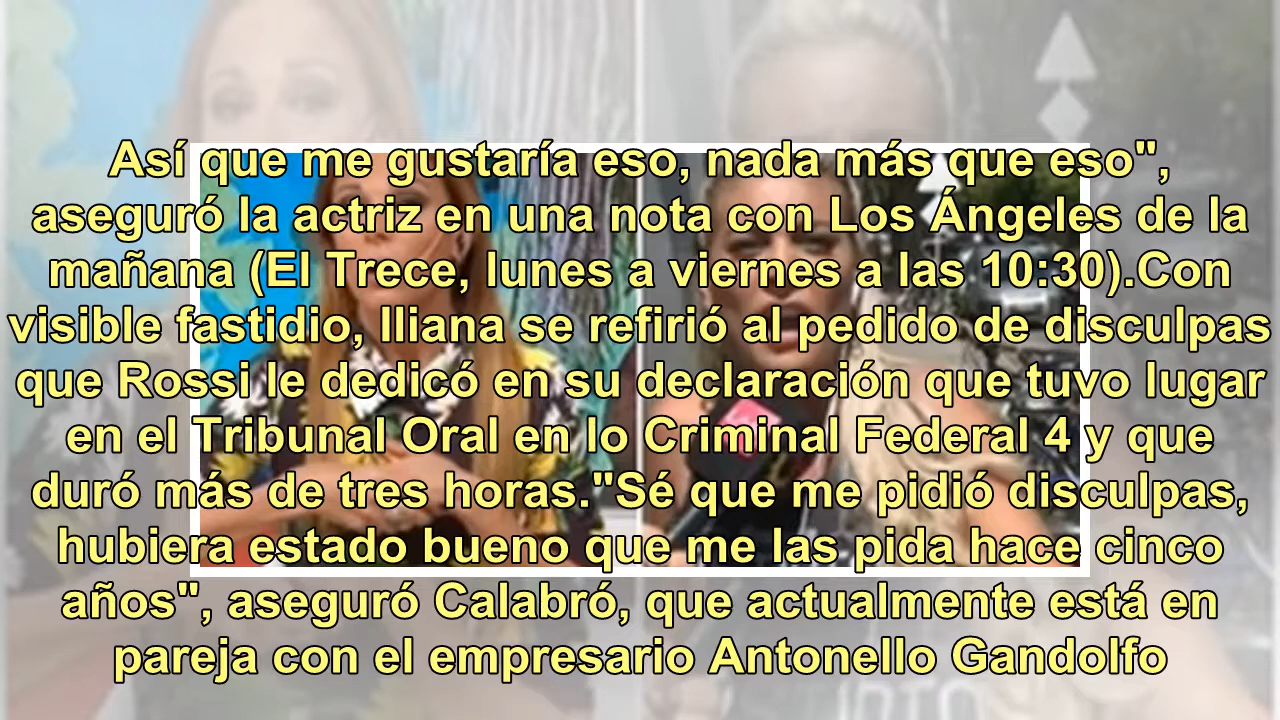 Así que me gustaría eso, nada más que eso",
aseguró la actriz en una nota con Los Ángeles de la
mañana (El Trece, lunes a viernes a las 10:30).Con
visible fastidio, Iliana se refirió al pedido de disculpas
que Rossi le dedicó en su declaración que tuvo lugar
en el Tribunal Oral en lo Criminal Federal 4 y que
duró más de tres horas."Sé que me pidió disculpas,
hubiera estado bueno que me las pida hace cinco
años", aseguró Calabró, que actualmente está en
pareja con el empresario Antonello Gandolfo